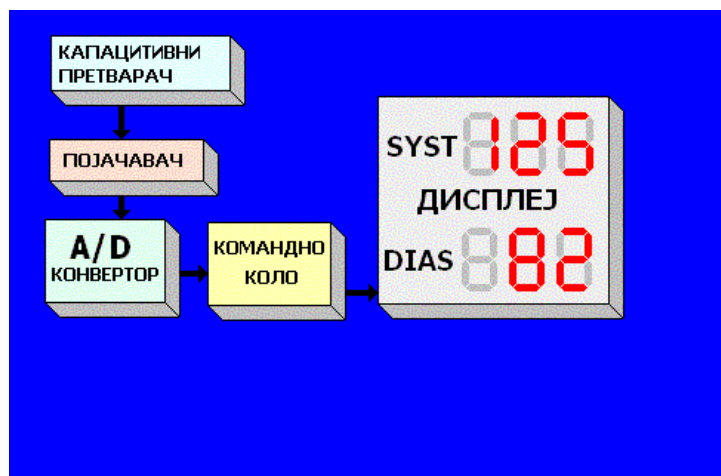 КАПАЦИТИВНИ
ПРЕТВАРАЧ
ПОЈАЧАВАЧ
A/D
КОНВЕРТОР
КОМАНДНО
КОЛО
SYST 125
ДИСПЛЕЈ
DIAS 82